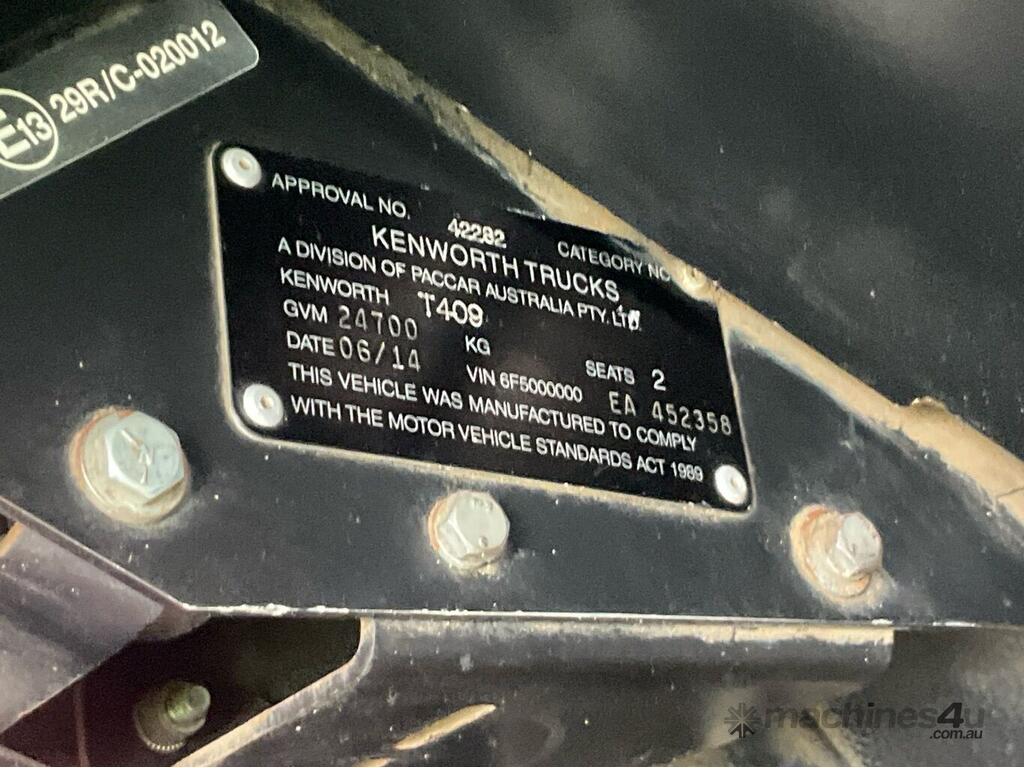 E13 29R/C-020012
APPROVAL NO. 42282 CATEGORY NO
KENWORTH TRUCKS
A DIVISION OF PACCAR AUSTRALIA PTY. LTD.
KENWORTH T409
GVM 24700 KG SEATS 2
DATE 06/14 VIN 6F5000000 EA 452358
THIS VEHICLE WAS MANUFACTURED TO COMPLY
WITH THE MOTOR VEHICLE STANDARDS ACT 1989
machines4u
.com.au